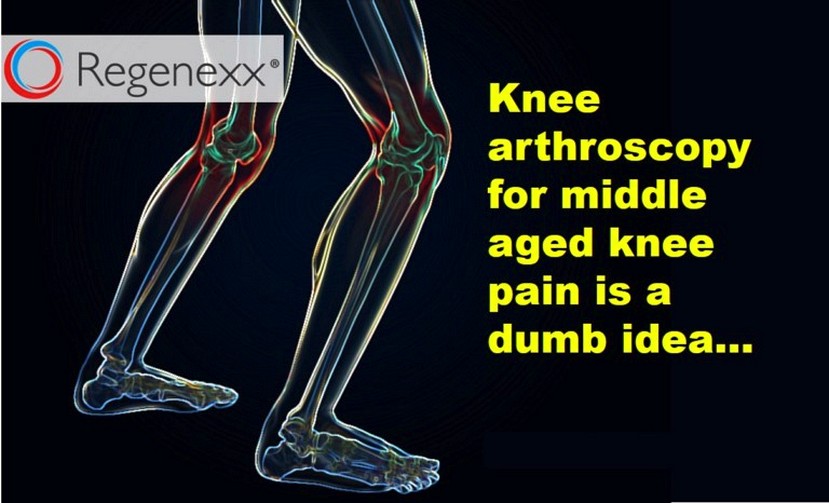 Regenexx®
Knee
arthroscopy
for middle
aged knee
pain is a
dumb idea...